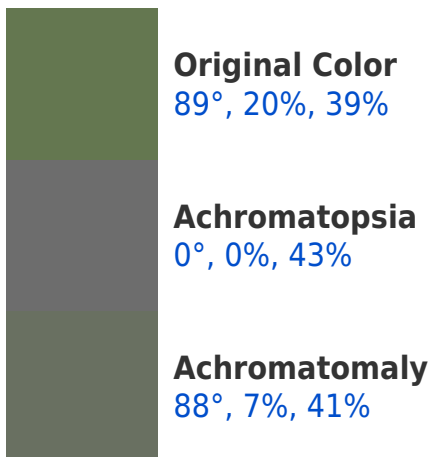 Original Color
89°, 20%, 39%
Achromatopsia
0°, 0%, 43%
Achromatomaly
88°, 7%, 41%